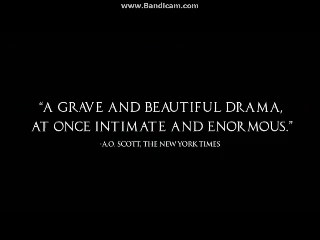 www.Bandicam.com
“A GRAVE AND BEAUTIFUL DRAMA,
AT ONCE INTIMATE AND ENORMOUS.”
-A.O. SCOTT, THE NEW YORK TIMES